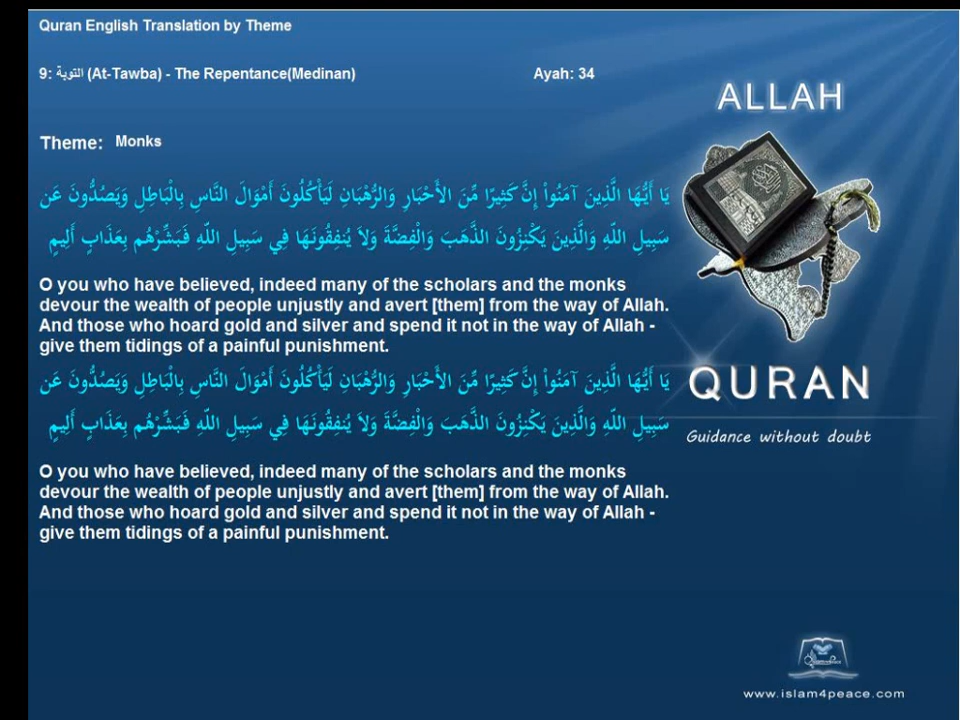 Quran English Translation by Theme
9: التوبة (At-Tawba) - The Repentance(Medinan) Ayah: 34
ALLAH
Theme: Monks
يَا أَيُّهَا الَّذِينَ آمَنُواْ إِنَّ كَثِيرًا مِّنَ الأَحْبَارِ وَالرُّهْبَانِ لَيَأْكُلُونَ أَمْوَالَ النَّاسِ بِالْبَاطِلِ وَيَصُدُّونَ عَن
سَبِيلِ اللّهِ وَالَّذِينَ يَكْنِزُونَ الذَّهَبَ وَالْفِضَّةَ وَلاَ يُنفِقُونَهَا فِي سَبِيلِ اللّهِ فَبَشِّرْهُم بِعَذَابٍ أَلِيمٍ
O you who have believed, indeed many of the scholars and the monks
devour the wealth of people unjustly and avert [them] from the way of Allah.
And those who hoard gold and silver and spend it not in the way of Allah -
give them tidings of a painful punishment.
يَا أَيُّهَا الَّذِينَ آمَنُواْ إِنَّ كَثِيرًا مِّنَ الأَحْبَارِ وَالرُّهْبَانِ لَيَأْكُلُونَ أَمْوَالَ النَّاسِ بِالْبَاطِلِ وَيَصُدُّونَ عَن
سَبِيلِ اللّهِ وَالَّذِينَ يَكْنِزُونَ الذَّهَبَ وَالْفِضَّةَ وَلاَ يُنفِقُونَهَا فِي سَبِيلِ اللّهِ فَبَشِّرْهُم بِعَذَابٍ أَلِيمٍ
O you who have believed, indeed many of the scholars and the monks
devour the wealth of people unjustly and avert [them] from the way of Allah.
And those who hoard gold and silver and spend it not in the way of Allah -
give them tidings of a painful punishment.
QURAN
Guidance without doubt
www.islam4peace.com